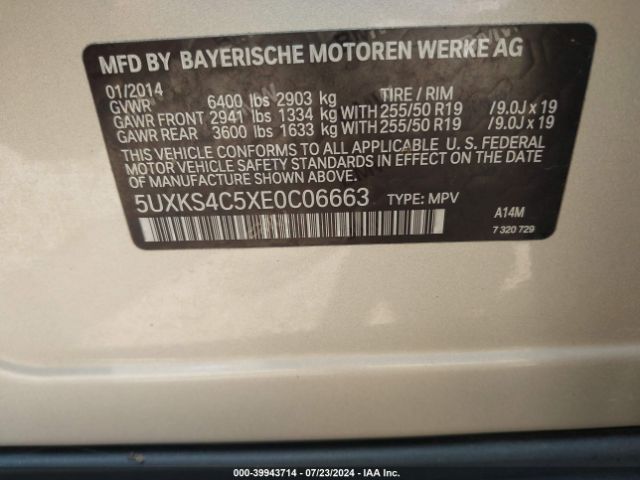 MFD BY BAYERISCHE MOTOREN WERKE AG
01/2014 TIRE / RIM
GVWR 6400 lbs 2903 kg
GAWR FRONT 2941 lbs 1334 kg WITH 255/50 R19 / 9.0J x 19
GAWR REAR 3600 lbs 1633 kg WITH 255/50 R19 / 9.0J x 19
THIS VEHICLE CONFORMS TO ALL APPLICABLE U. S. FEDERAL
MOTOR VEHICLE SAFETY STANDARDS IN EFFECT ON THE
DATE OF MANUFACTURE SHOWN ABOVE.
5UXKS4C5XE0C06663 TYPE: MPV
A14M
7 320 729
000-39943714 - 07/23/2024 - IAA Inc.